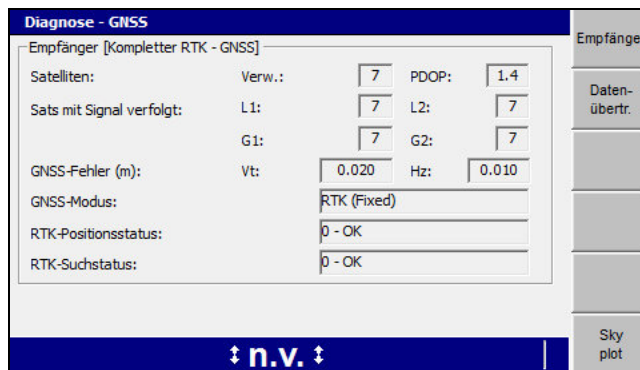 Diagnose - GNSS
Empfänger [Kompletter RTK - GNSS]
Satelliten: Verw.: 7 PDOP: 1.4
Sats mit Signal verfolgt: L1: 7 L2: 7
G1: 7 G2: 7
GNSS-Fehler (m): Vt: 0.020 Hz: 0.010
GNSS-Modus: RTK (Fixed)
RTK-Positionsstatus: 0 - OK
RTK-Suchstatus: 0 - OK
↕ n.v. ↕
Empfänge
Daten-
übertr.
Sky
plot